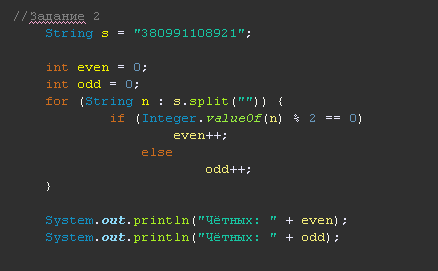 //Задание 2
String s = "380991108921";
int even = 0;
int odd = 0;
for (String n : s.split("")) {
if (Integer.valueOf(n) % 2 == 0)
even++;
else
odd++;
}
System.out.println("Чётных: " + even);
System.out.println("Чётных: " + odd);